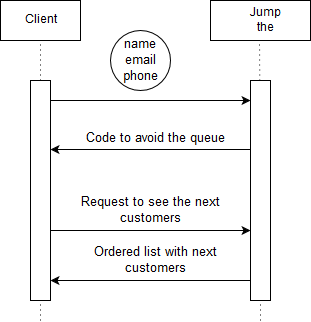 Client
Jump
the
name
email
phone
Code to avoid the queue
Request to see the next
customers
Ordered list with next
customers